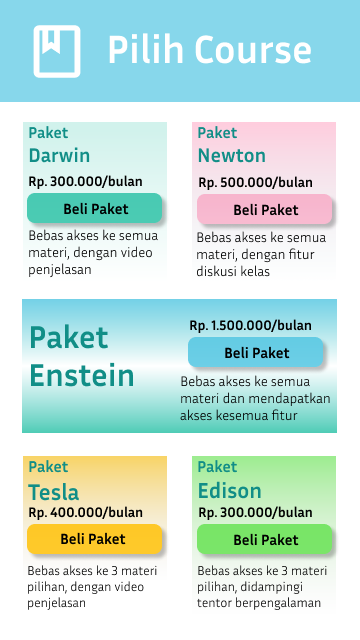 Pilih Course
Paket
Darwin
Rp. 300.000/bulan
Beli Paket
Bebas akses ke semua
materi, dengan video
penjelasan
Paket
Newton
Rp. 500.000/bulan
Beli Paket
Bebas akses ke semua
materi, dengan fitur
diskusi kelas
Paket
Enstein
Rp. 1.500.000/bulan
Beli Paket
Bebas akses ke semua
materi dan mendapatkan
akses kesemua fitur
Paket
Tesla
Rp. 400.000/bulan
Beli Paket
Bebas akses ke 3 materi
pilihan, dengan video
penjelasan
Paket
Edison
Rp. 300.000/bulan
Beli Paket
Bebas akses ke 3 materi
pilihan, didampingi
tentor berpengalaman